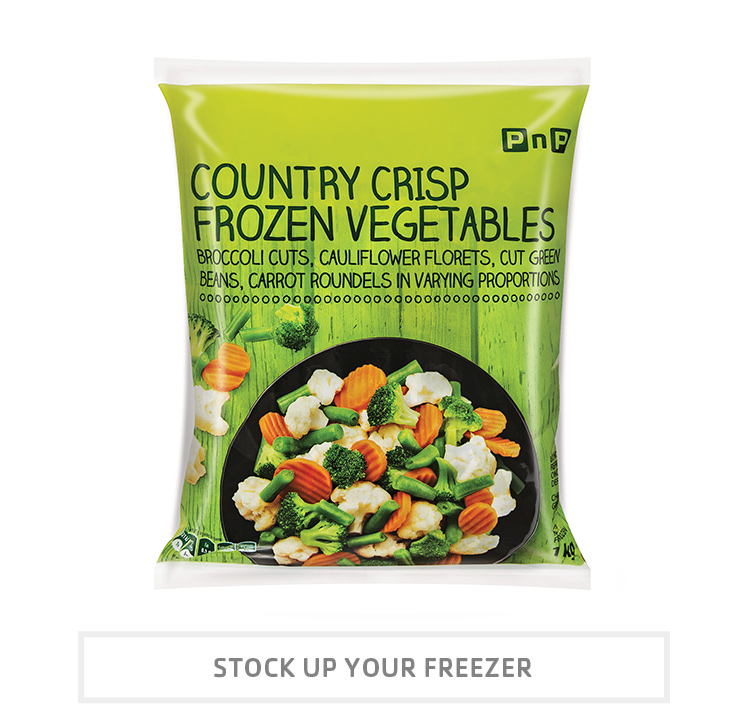 PnP
COUNTRY CRISP
FROZEN VEGETABLES
BROCCOLI CUTS, CAULIFLOWER FLORETS, CUT GREEN
BEANS, CARROT ROUNDELS IN VARYING PROPORTIONS
STOCK UP YOUR FREEZER